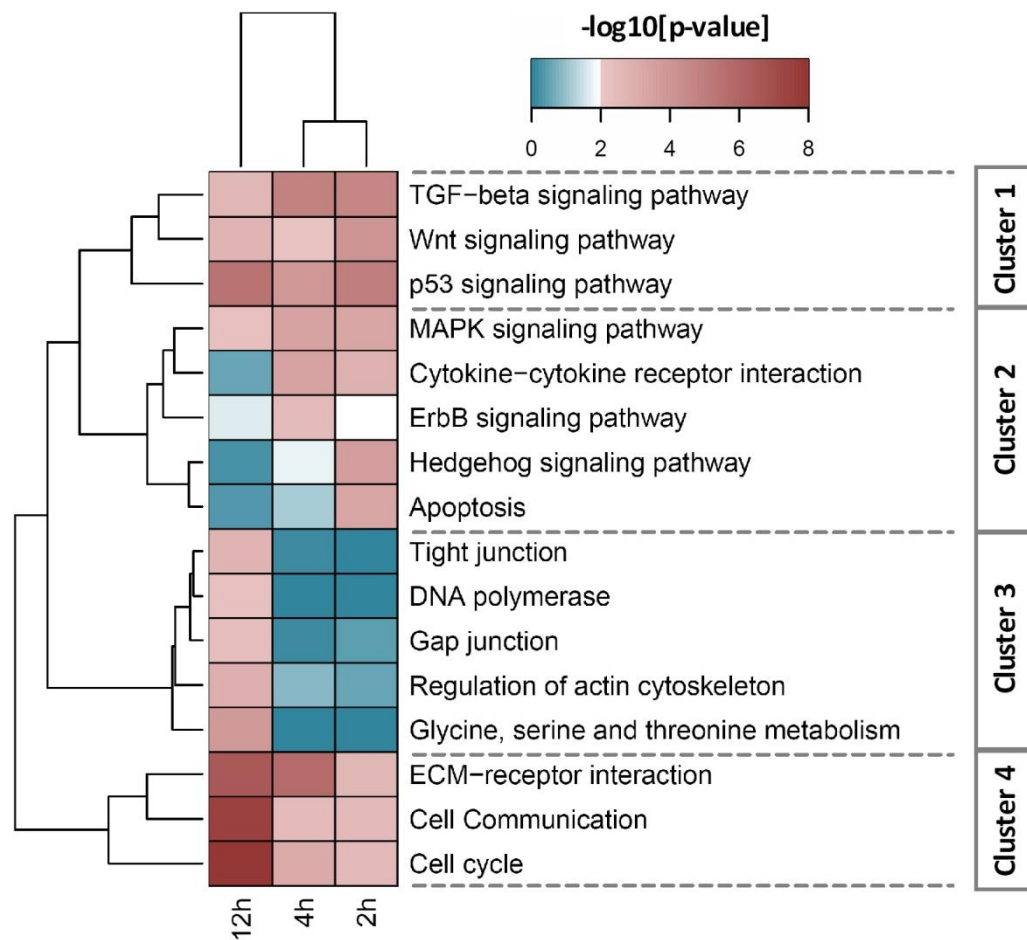 -log10[p-value]
0 2 4 6 8
TGF−beta signaling pathway
Wnt signaling pathway
p53 signaling pathway
MAPK signaling pathway
Cytokine−cytokine receptor interaction
ErbB signaling pathway
Hedgehog signaling pathway
Apoptosis
Tight junction
DNA polymerase
Gap junction
Regulation of actin cytoskeleton
Glycine, serine and threonine metabolism
ECM−receptor interaction
Cell Communication
Cell cycle
12h
4h
2h
Cluster 1
Cluster 2
Cluster 3
Cluster 4